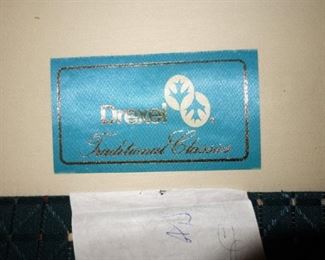 Drexel ®
Traditional Classics